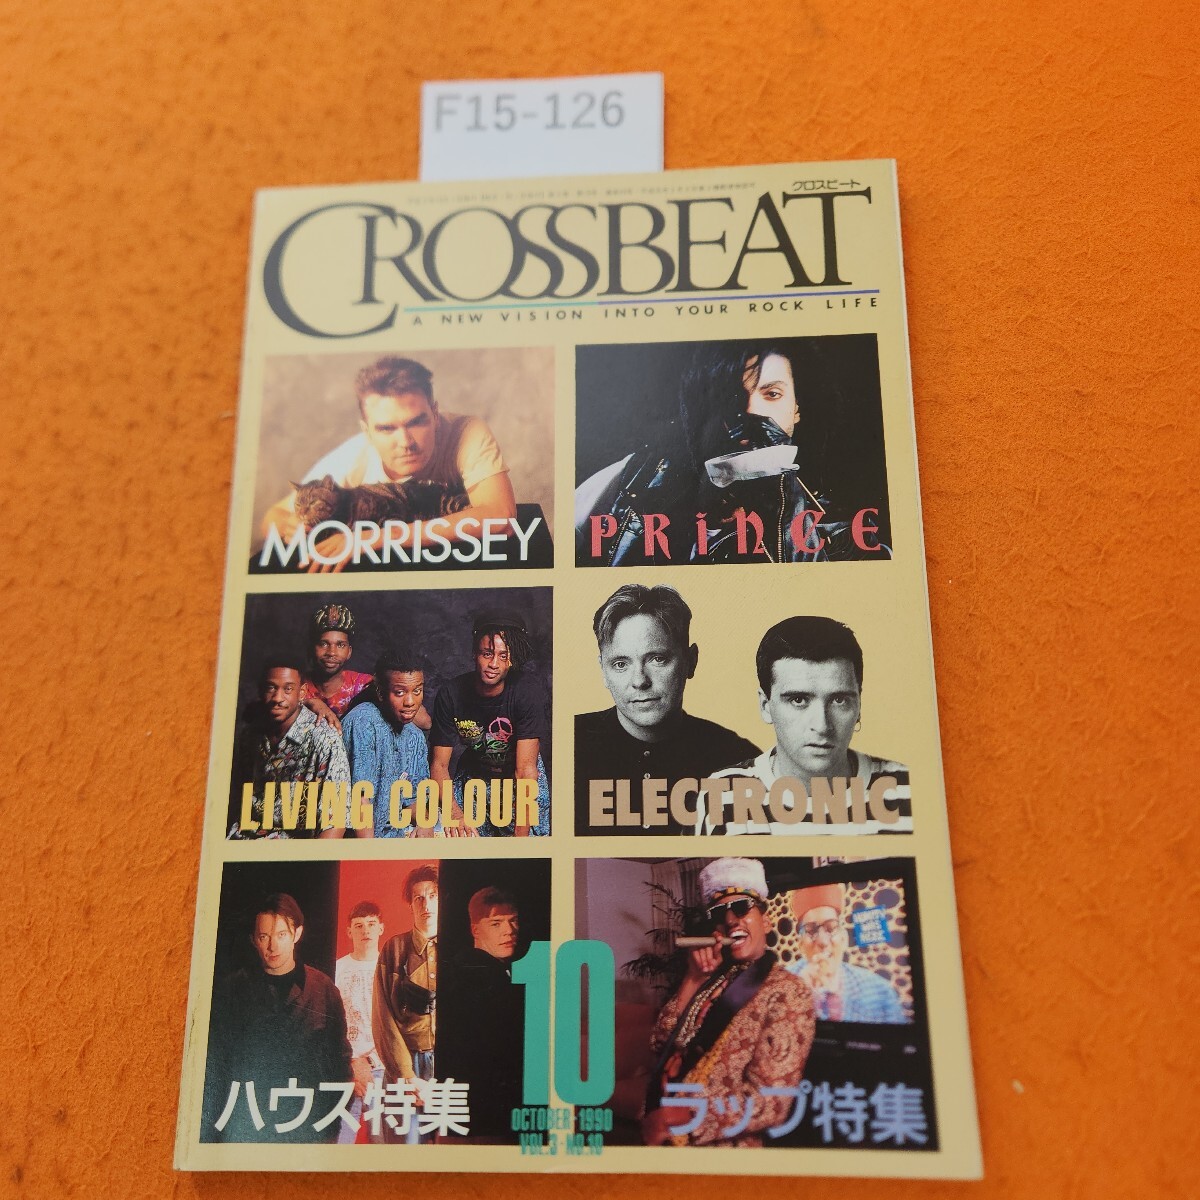 F15-126
クロスビート
CROSSBEAT
A NEW VISION INTO YOUR ROCK LIFE
MORRISSEY
PRiNCE
LIVING COLOUR
ELECTRONIC
ハウス特集
10
OCTOBER·1990
VOL.3·NO.10
ラップ特集